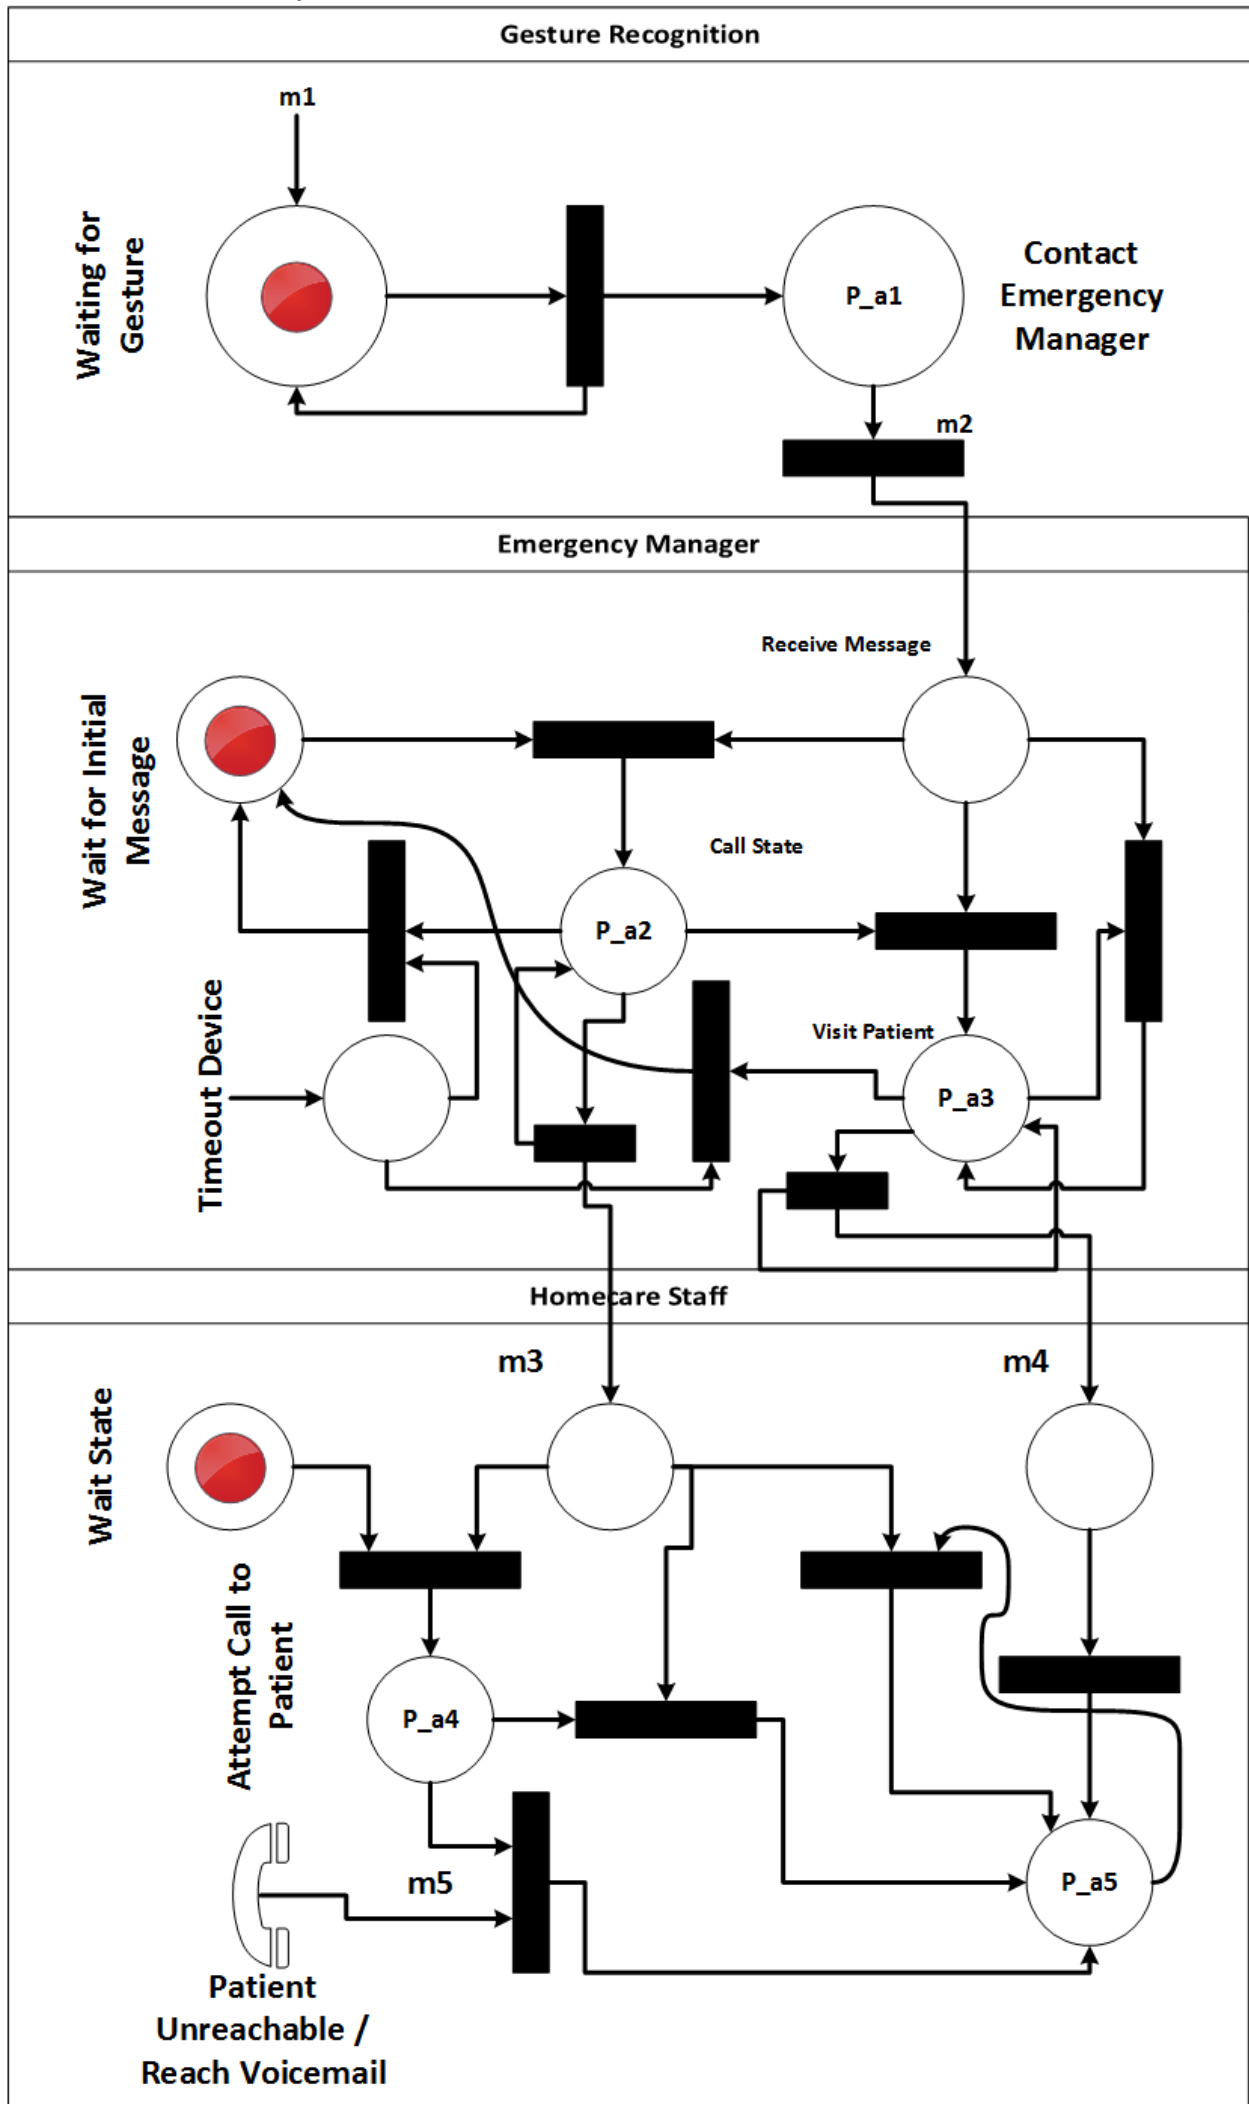 Gesture Recognition
m1
Waiting for
Gesture
P_a1
Contact
Emergency
Manager
m2
Emergency Manager
Receive Message
Wait for Initial
Message
Call State
P_a2
Timeout Device
Visit Patient
P_a3
Homecare Staff
m3
m4
Wait State
Attempt Call to
Patient
P_a4
m5
P_a5
Patient
Unreachable /
Reach Voicemail